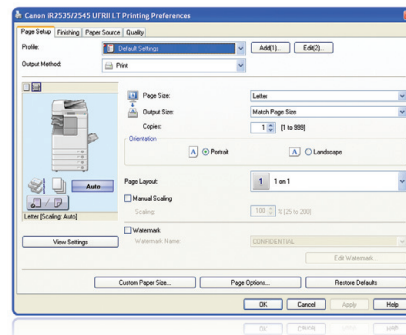 Canon IR2535/2545 UFRII LT Printing Preferences
Page Setup Finishing Paper Source Quality
Profile: Default Settings Add(1)... Edit(2)...
Output Method: Print
Page Size: Letter
Output Size: Match Page Size
Copies: 1 [1 to 999]
Orientation
A Portrait A Landscape
Auto
Page Layout: 1 1 on 1
Manual Scaling
Scaling: 100 % [25 to 200]
Letter [Scaling: Auto]
Watermark
View Settings
Watermark Name: CONFIDENTIAL
Edit Watermark...
Custom Paper Size... Page Options... Restore Defaults
OK Cancel Apply Help